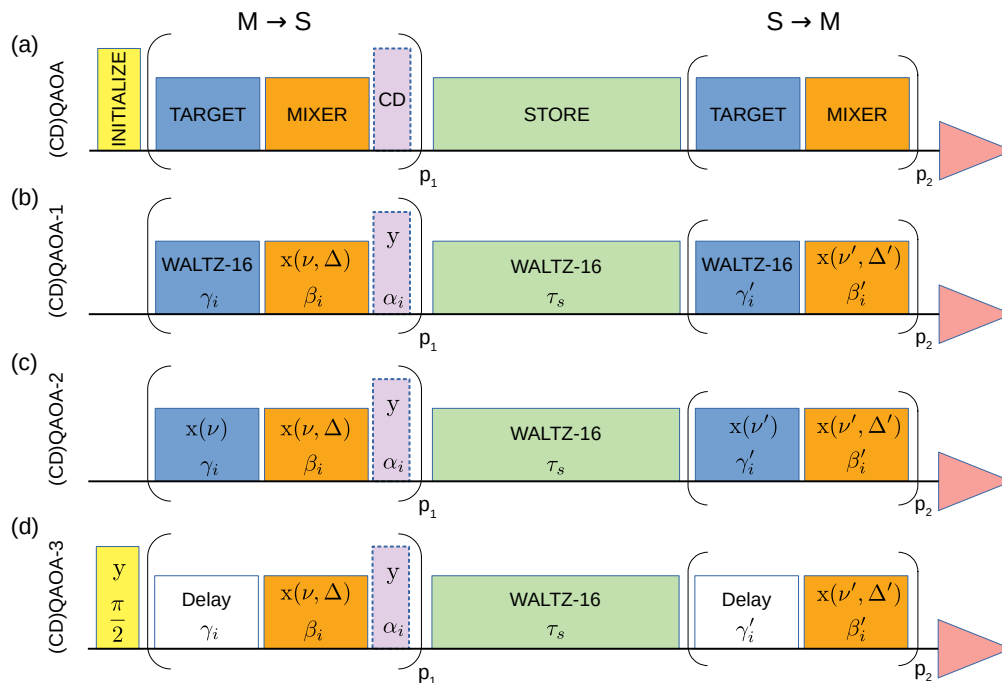 M → S
S → M
(a)
(CD)QAOA
INITIALIZE
TARGET
MIXER
CD
p₁
STORE
TARGET
MIXER
p₂
(b)
(CD)QAOA-1
WALTZ-16
γᵢ
x(ν, Δ)
βᵢ
y
αᵢ
p₁
WALTZ-16
τₛ
WALTZ-16
γ′ᵢ
x(ν′, Δ′)
β′ᵢ
p₂
(c)
(CD)QAOA-2
x(ν)
γᵢ
x(ν, Δ)
βᵢ
y
αᵢ
p₁
WALTZ-16
τₛ
x(ν′)
γ′ᵢ
x(ν′, Δ′)
β′ᵢ
p₂
(d)
(CD)QAOA-3
y
π/2
Delay
γᵢ
x(ν, Δ)
βᵢ
y
αᵢ
p₁
WALTZ-16
τₛ
Delay
γ′ᵢ
x(ν′, Δ′)
β′ᵢ
p₂